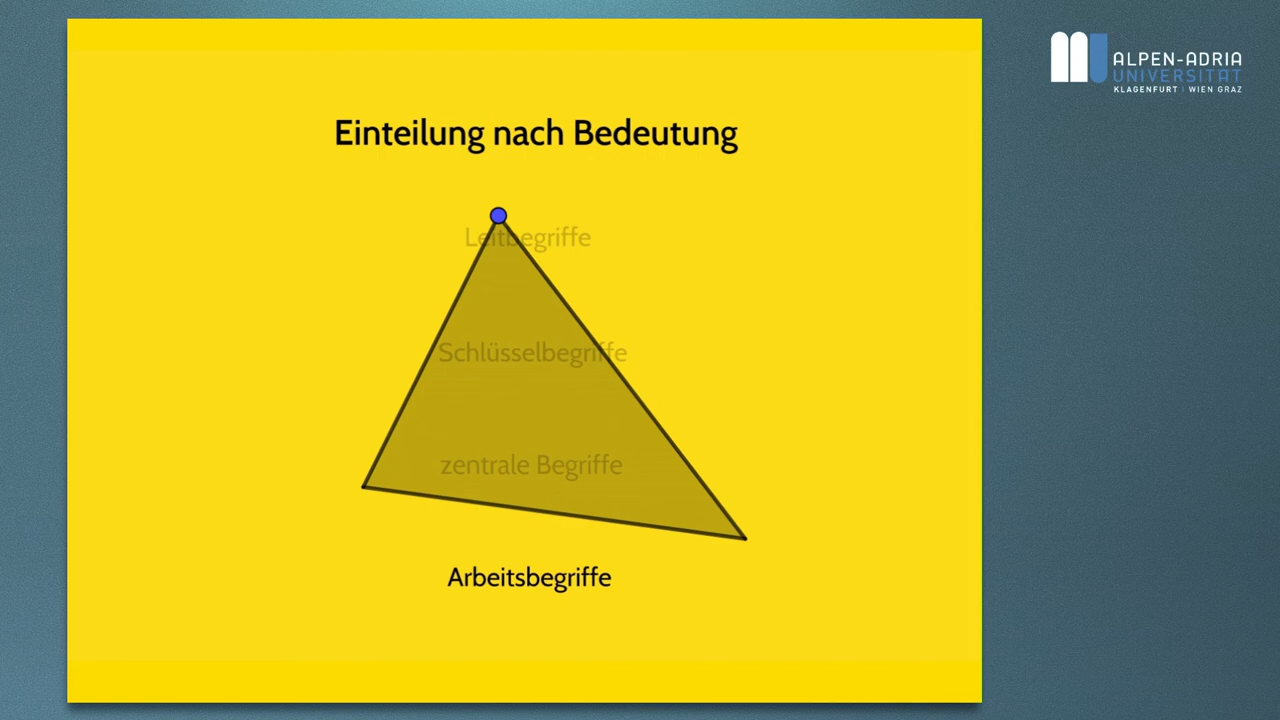 Einteilung nach Bedeutung
Leitbegriffe
Schlüsselbegriffe
zentrale Begriffe
Arbeitsbegriffe
ALPEN-ADRIA
UNIVERSITÄT
KLAGENFURT | WIEN GRAZ